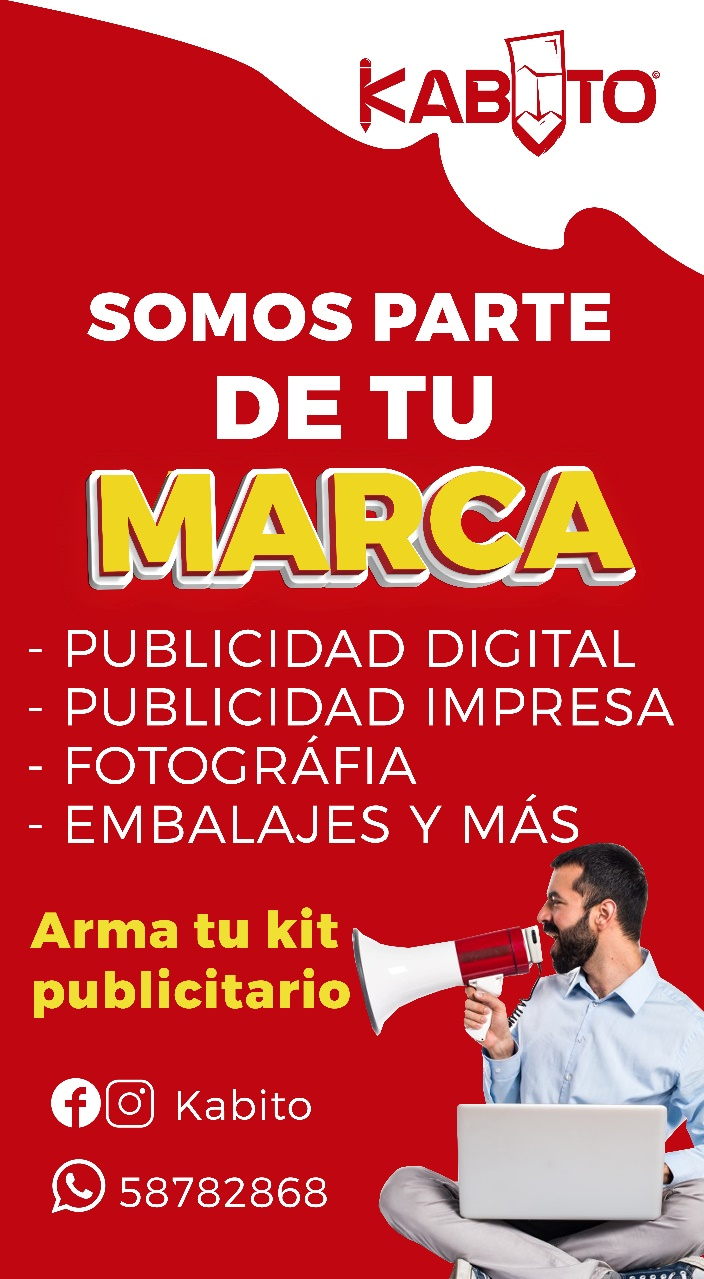 KABITO©
SOMOS PARTE
DE TU
MARCA
- PUBLICIDAD DIGITAL
- PUBLICIDAD IMPRESA
- FOTOGRÁFIA
- EMBALAJES Y MÁS
Arma tu kit
publicitario
Kabito
58782868